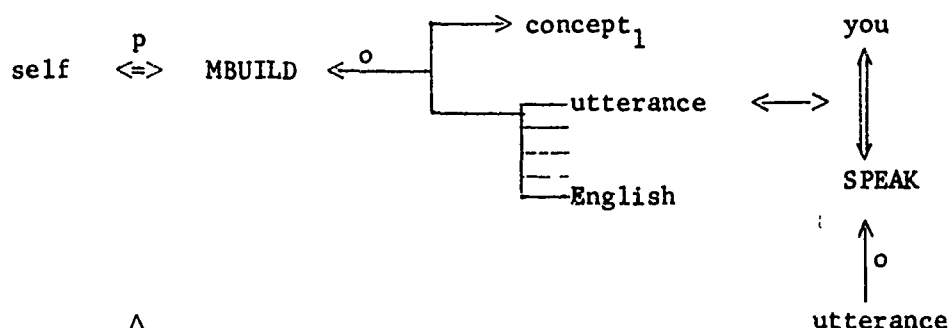 concept1 you
p
self <=> MBUILD o
utterance
SPEAK
English
o
utterance